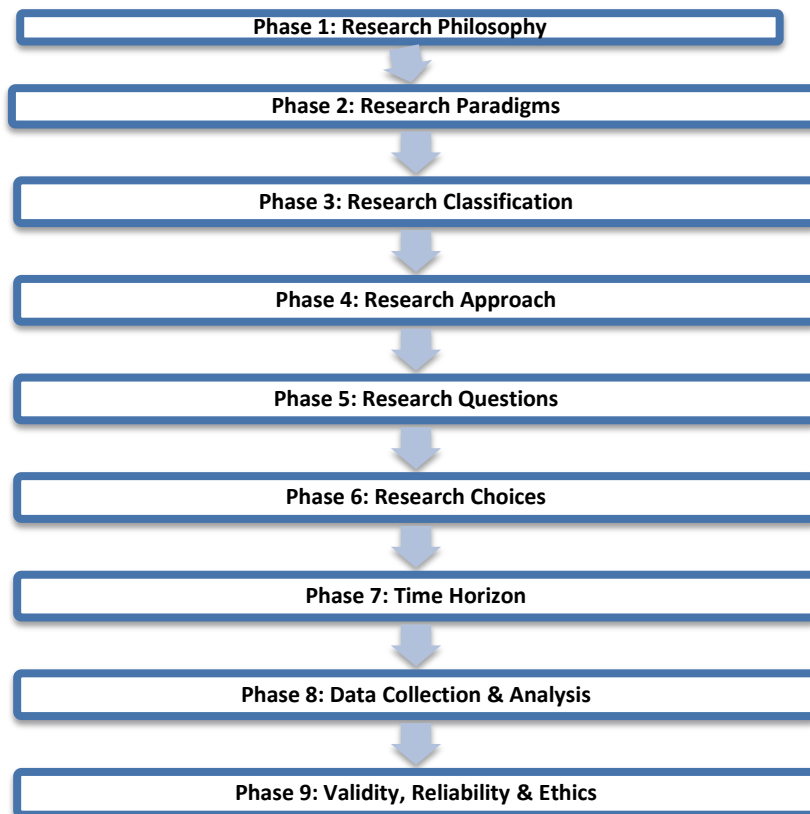 Phase 1: Research Philosophy
Phase 2: Research Paradigms
Phase 3: Research Classification
Phase 4: Research Approach
Phase 5: Research Questions
Phase 6: Research Choices
Phase 7: Time Horizon
Phase 8: Data Collection & Analysis
Phase 9: Validity, Reliability & Ethics